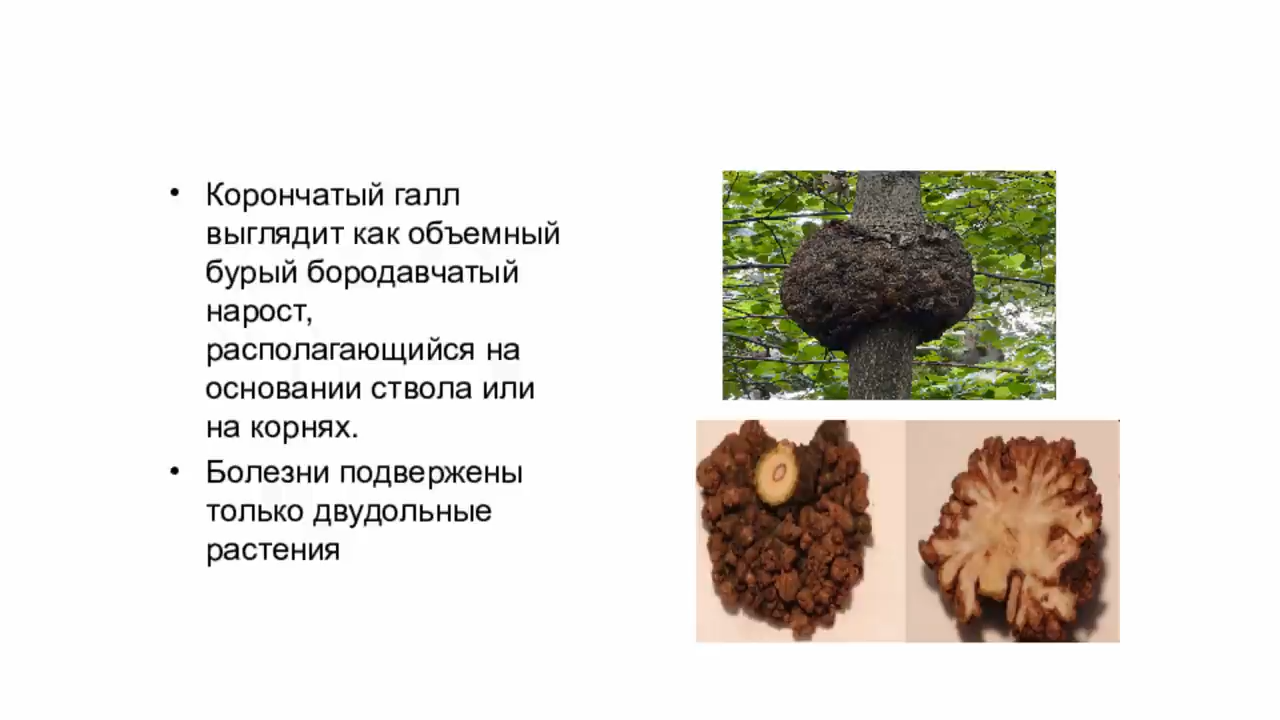 • Корончатый галл
выглядит как объемный
бурый бородавчатый
нарост,
располагающийся на
основании ствола или
на корнях.
• Болезни подвержены
только двудольные
растения